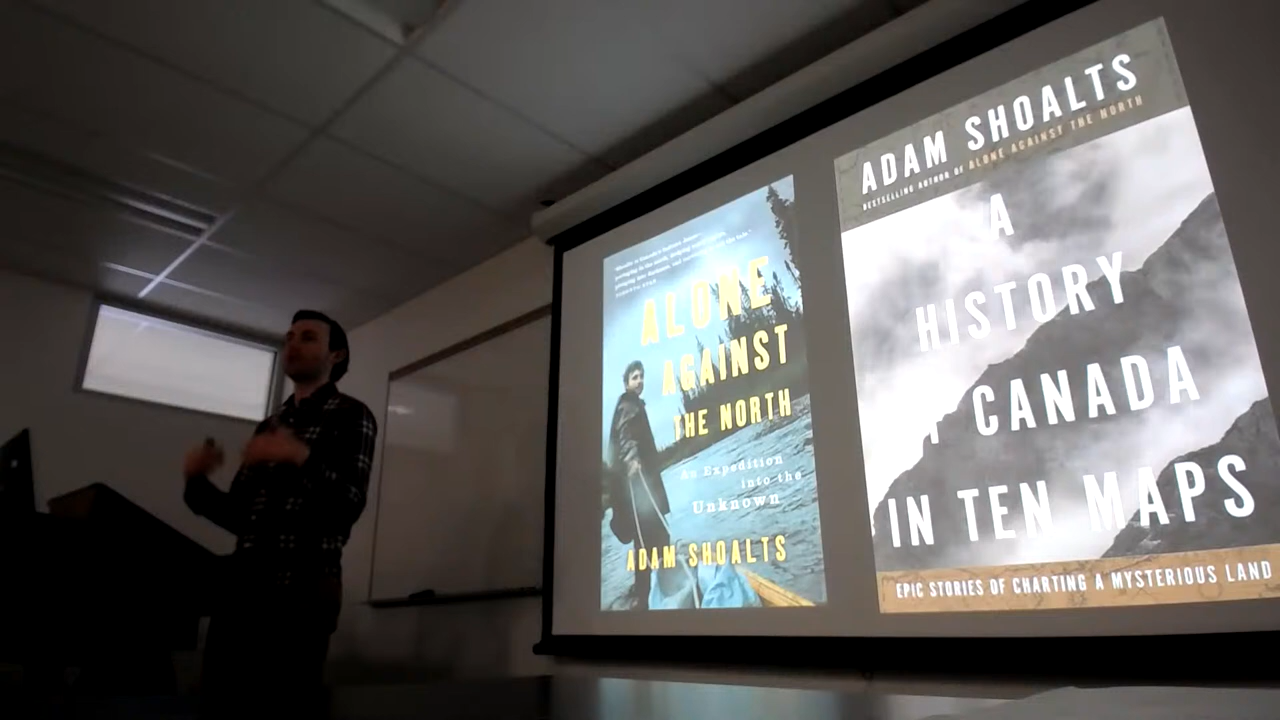 ALONE
AGAINST
THE NORTH
An Expedition
into the
Unknown
ADAM SHOALTS
ADAM SHOALTS
BESTSELLING AUTHOR OF ALONE AGAINST THE NORTH
A
HISTORY
CANADA
IN TEN MAPS
EPIC STORIES OF CHARTING A MYSTERIOUS LAND